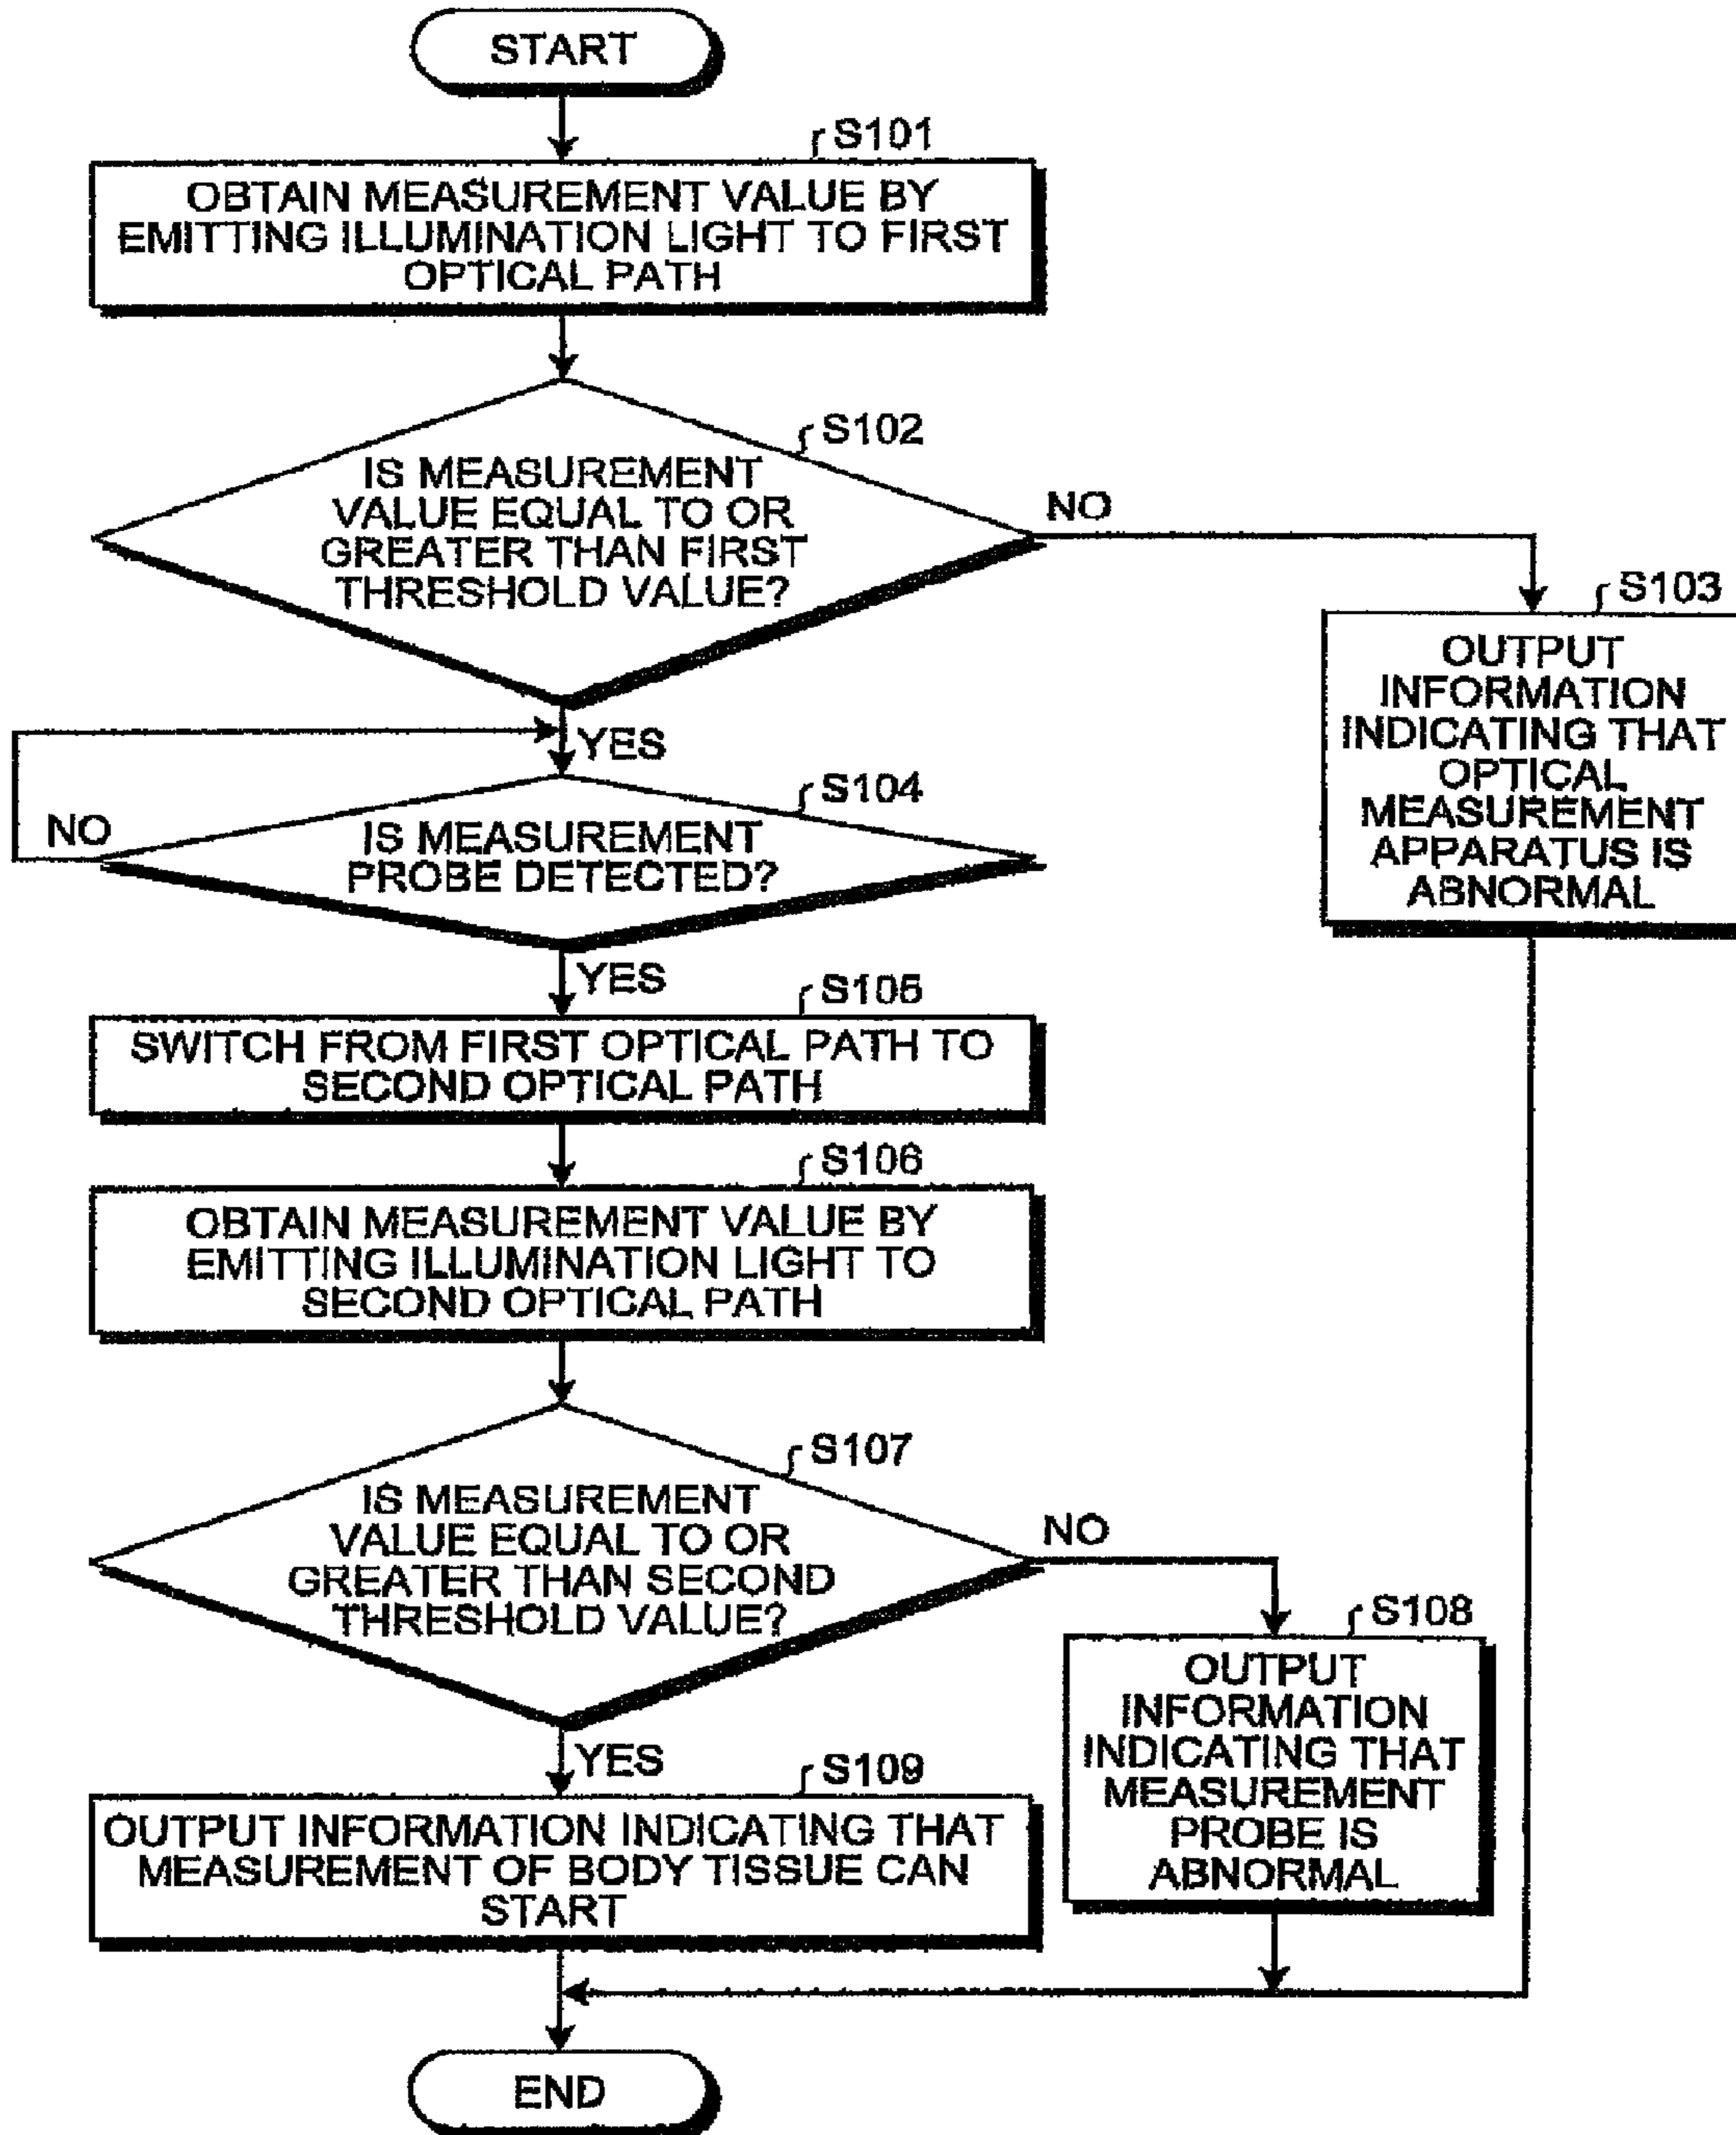 START
S101
OBTAIN MEASUREMENT VALUE BY
EMITTING ILLUMINATION LIGHT TO FIRST
OPTICAL PATH
S102
IS MEASUREMENT
VALUE EQUAL TO OR
GREATER THAN FIRST
THRESHOLD VALUE?
NO
S103
OUTPUT
INFORMATION
INDICATING THAT
OPTICAL
MEASUREMENT
APPARATUS IS
ABNORMAL
YES
S104
IS MEASUREMENT
PROBE DETECTED?
NO
YES
S105
SWITCH FROM FIRST OPTICAL PATH TO
SECOND OPTICAL PATH
S106
OBTAIN MEASUREMENT VALUE BY
EMITTING ILLUMINATION LIGHT TO
SECOND OPTICAL PATH
S107
IS MEASUREMENT
VALUE EQUAL TO OR
GREATER THAN SECOND
THRESHOLD VALUE?
NO
S108
OUTPUT
INFORMATION
INDICATING THAT
MEASUREMENT
PROBE IS
ABNORMAL
YES
S109
OUTPUT INFORMATION INDICATING THAT
MEASUREMENT OF BODY TISSUE CAN
START
END